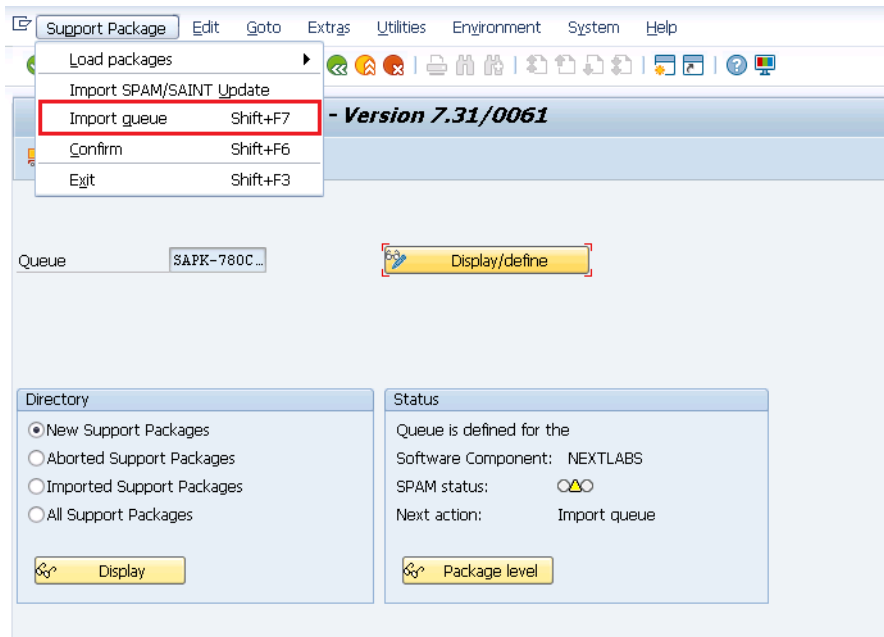 Support Package Edit Goto Extras Utilities Environment System Help
Load packages
Import SPAM/SAINT Update
Import queue Shift+F7
- Version 7.31/0061
Confirm Shift+F6
Exit Shift+F3
Queue SAPK-780C... Display/define
Directory
New Support Packages
Aborted Support Packages
Imported Support Packages
All Support Packages
Display
Status
Queue is defined for the
Software Component: NEXTLABS
SPAM status:
Next action: Import queue
Package level